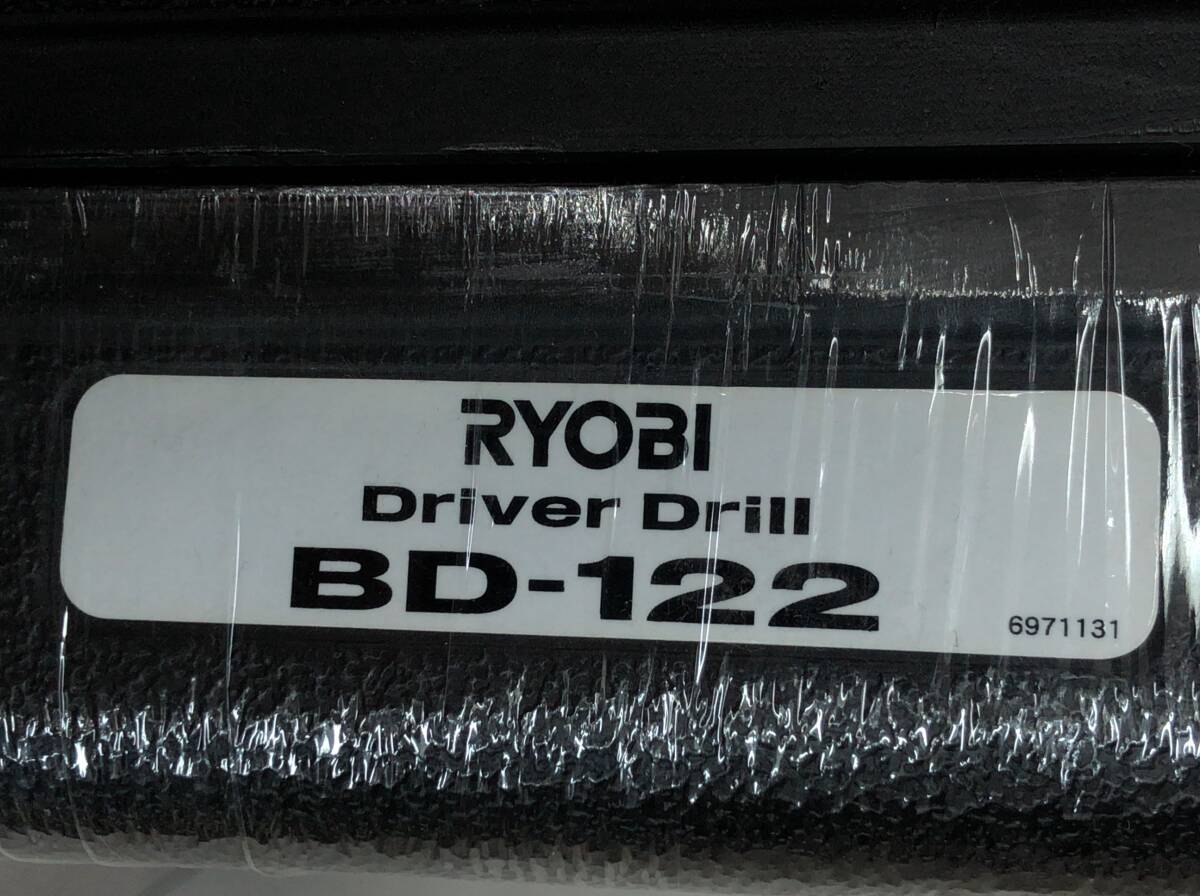 RYOBI
Driver Drill
BD-122
6971131